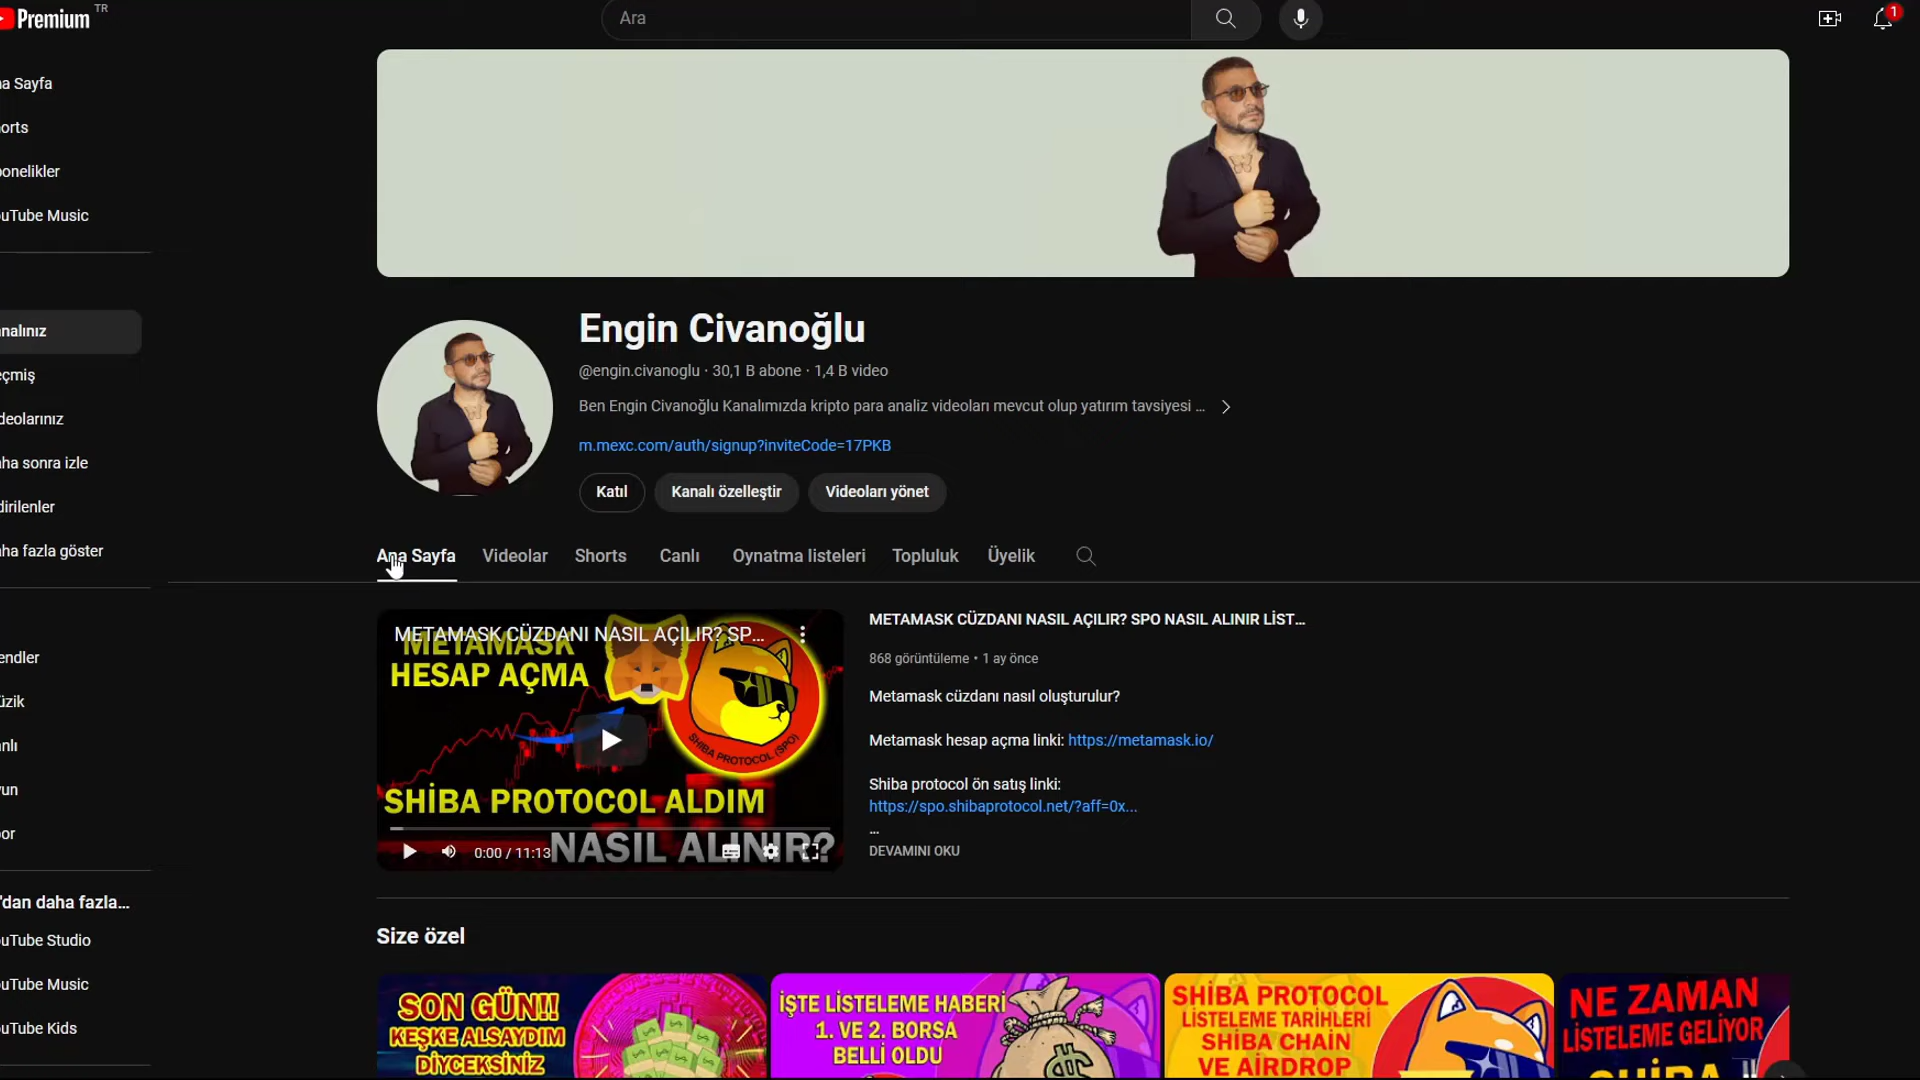 Premium TR
Ara
1
a Sayfa
orts
onelikler
uTube Music
nalınız
çmiş
deolarınız
ha sonra izle
dirilenler
ha fazla göster
endler
izik
nlı
un
or
'dan daha fazla...
uTube Studio
uTube Music
uTube Kids
Engin Civanoğlu
@engin.civanoglu · 30,1 B abone · 1,4 B video
Ben Engin Civanoğlu Kanalımızda kripto para analiz videoları mevcut olup yatırım tavsiyesi ...
m.mexc.com/auth/signup?inviteCode=17PKB
Katıl
Kanalı özelleştir
Videoları yönet
Ana Sayfa
Videolar
Shorts
Canlı
Oynatma listeleri
Topluluk
Üyelik
METAMASK CÜZDANI NASIL AÇILIR? SP...
METAMASK
HESAP AÇMA
SHIBA PROTOCOL (SPO)
SHİBA PROTOCOL ALDIM
NASIL ALINIR?
0:00 / 11:13
METAMASK CÜZDANI NASIL AÇILIR? SPO NASIL ALINIR LİST...
868 görüntüleme • 1 ay önce
Metamask cüzdanı nasıl oluşturulur?
Metamask hesap açma linki: https://metamask.io/
Shiba protocol ön satış linki:
https://spo.shibaprotocol.net/?aff=0x...
...
DEVAMINI OKU
Size özel
SON GÜN!!
KEŞKE ALSAYDIM
DİYCEKSİNİZ
İŞTE LİSTELEME HABERİ
1. VE 2. BORSA
BELLİ OLDU
SHİBA PROTOCOL
LİSTELEME TARİHLERİ
SHİBA CHAIN
VE AİRDROP
NE ZAMAN
LİSTELEME GELİYOR
SHİBA